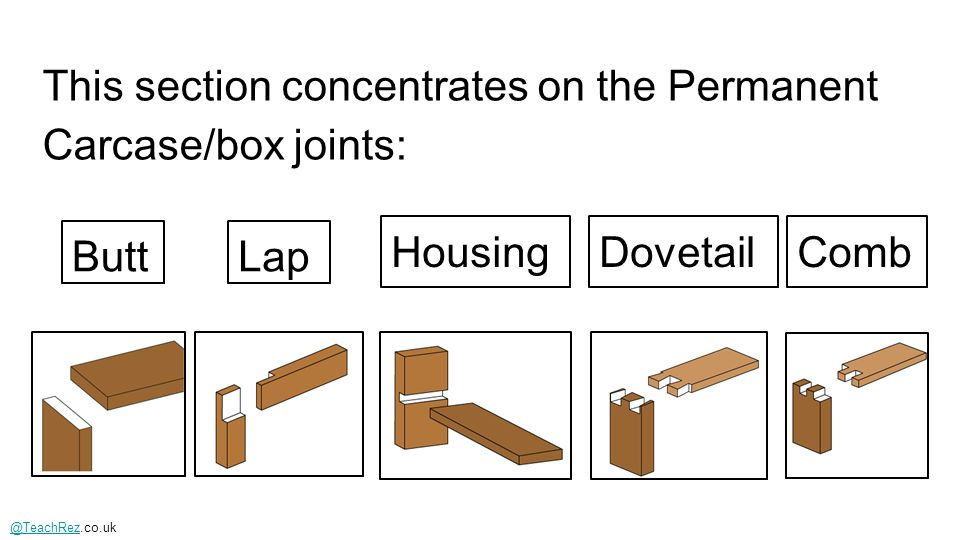 This section concentrates on the Permanent
Carcase/box joints:
Butt
Lap
Housing
Dovetail
Comb
@TeachRez.co.uk